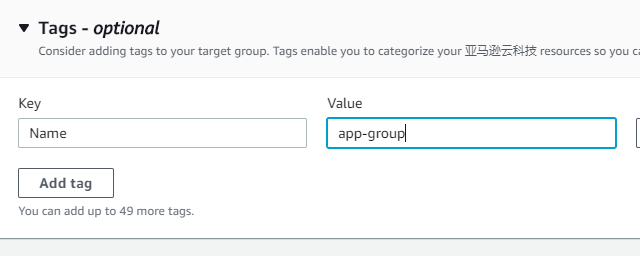 Tags - optional
Consider adding tags to your target group. Tags enable you to categorize your 亚马逊云科技 resources so you
Key
Value
Name
app-group
Add tag
You can add up to 49 more tags.